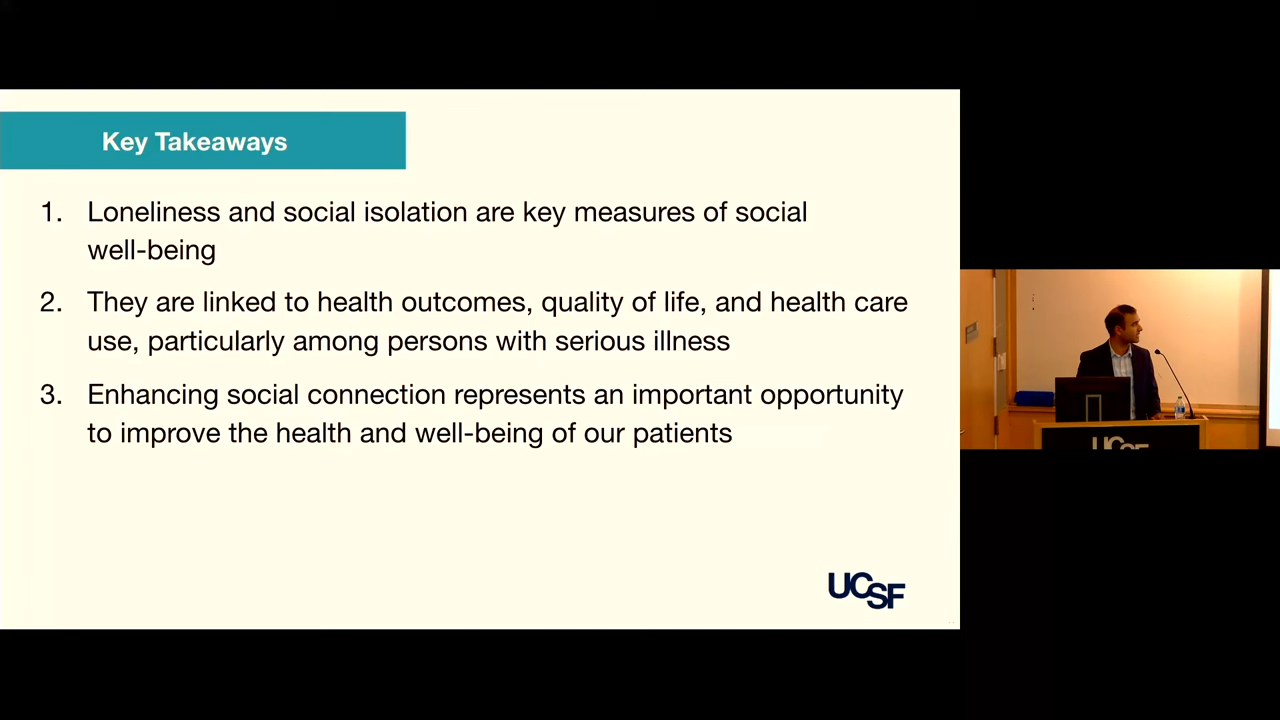 Key Takeaways
1. Loneliness and social isolation are key measures of social
well-being
2. They are linked to health outcomes, quality of life, and health care
use, particularly among persons with serious illness
3. Enhancing social connection represents an important opportunity
to improve the health and well-being of our patients
UCSF
UCSF